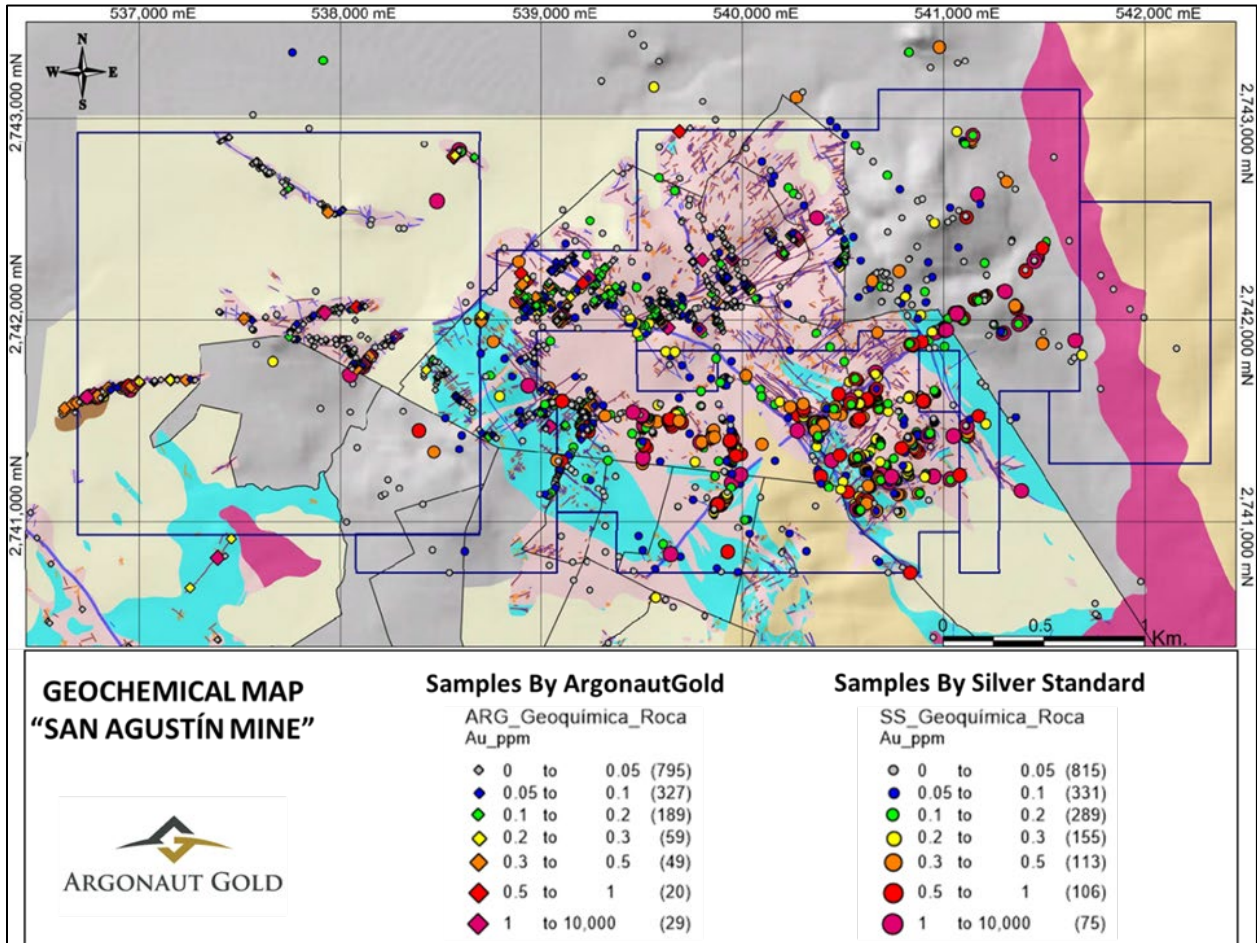 537,000 mE 538,000 mE 539,000 mE 540,000 mE 541,000 mE 542,000 mE
N
W E
S
2,743,000 mN 2,743,000 mN
2,742,000 mN 2,742,000 mN
2,741,000 mN 2,741,000 mN
0 0.5 1
Km.
GEOCHEMICAL MAP
“SAN AGUSTÍN MINE”
ARGONAUT GOLD
Samples By ArgonautGold
ARG_Geoquímica_Roca
Au_ppm
0 to 0.05 (795)
0.05 to 0.1 (327)
0.1 to 0.2 (189)
0.2 to 0.3 (59)
0.3 to 0.5 (49)
0.5 to 1 (20)
1 to 10,000 (29)
Samples By Silver Standard
SS_Geoquímica_Roca
Au_ppm
0 to 0.05 (815)
0.05 to 0.1 (331)
0.1 to 0.2 (289)
0.2 to 0.3 (155)
0.3 to 0.5 (113)
0.5 to 1 (106)
1 to 10,000 (75)